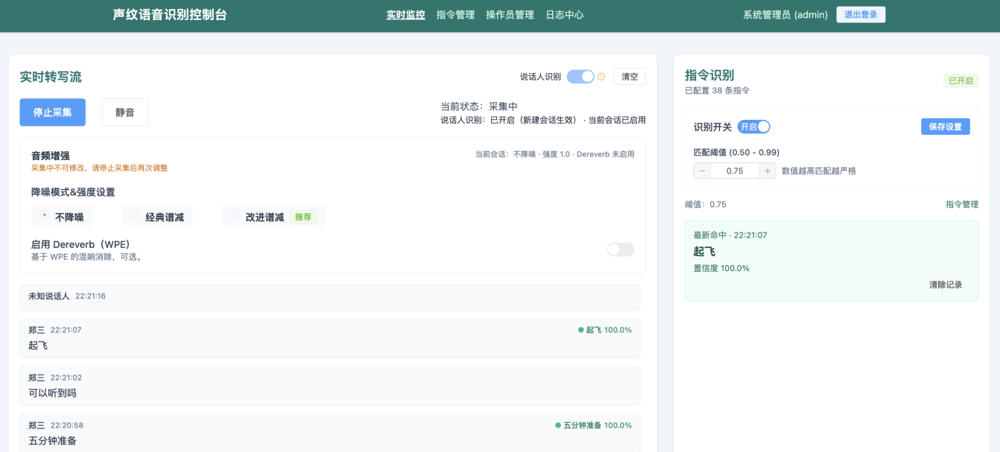 声纹语音识别控制台
实时监控 指令管理 操作员管理 日志中心
系统管理员 (admin) 退出登录
实时转写流
说话人识别 清空
停止采集 静音
当前状态：采集中
说话人识别：已开启（新建会话生效） · 当前会话已启用
音频增强
采集中不可修改，请停止采集后再次调整
当前会话：不降噪 · 强度 1.0 · Dereverb 未启用
降噪模式&强度设置
不降噪 经典谱减 改进谱减 推荐
启用 Dereverb（WPE）
基于 WPE 的混响消除，可选。
未知说话人 22:21:16
郑三 22:21:07 起飞 100.0%
起飞
郑三 22:21:02
可以听到吗
郑三 22:20:58 五分钟准备 100.0%
五分钟准备
指令识别
已配置 38 条指令
已开启
识别开关 开启 保存设置
匹配阈值 (0.50 - 0.99)
− 0.75 + 数值越高匹配越严格
阈值：0.75 指令管理
最新命中 · 22:21:07
起飞
置信度 100.0%
清除记录